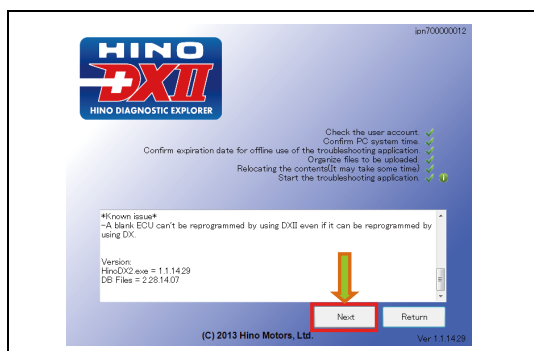 ipn700000012
HINO
DXII
HINO DIAGNOSTIC EXPLORER
Check the user account.
Confirm PC system time.
Confirm expiration date for offline use of the troubleshooting application.
Organize files to be uploaded.
Relocating the contents(It may take some time)
Start the troubleshooting application.
*Known issue*
-A blank ECU can't be reprogrammed by using DXII even if it can be reprogrammed by
using DX.
Version:
HinoDX2.exe = 1.1.14.29
DB Files = 2.28.14.07
Next
Return
(C) 2013 Hino Motors, Ltd.
Ver 1.1.14.29